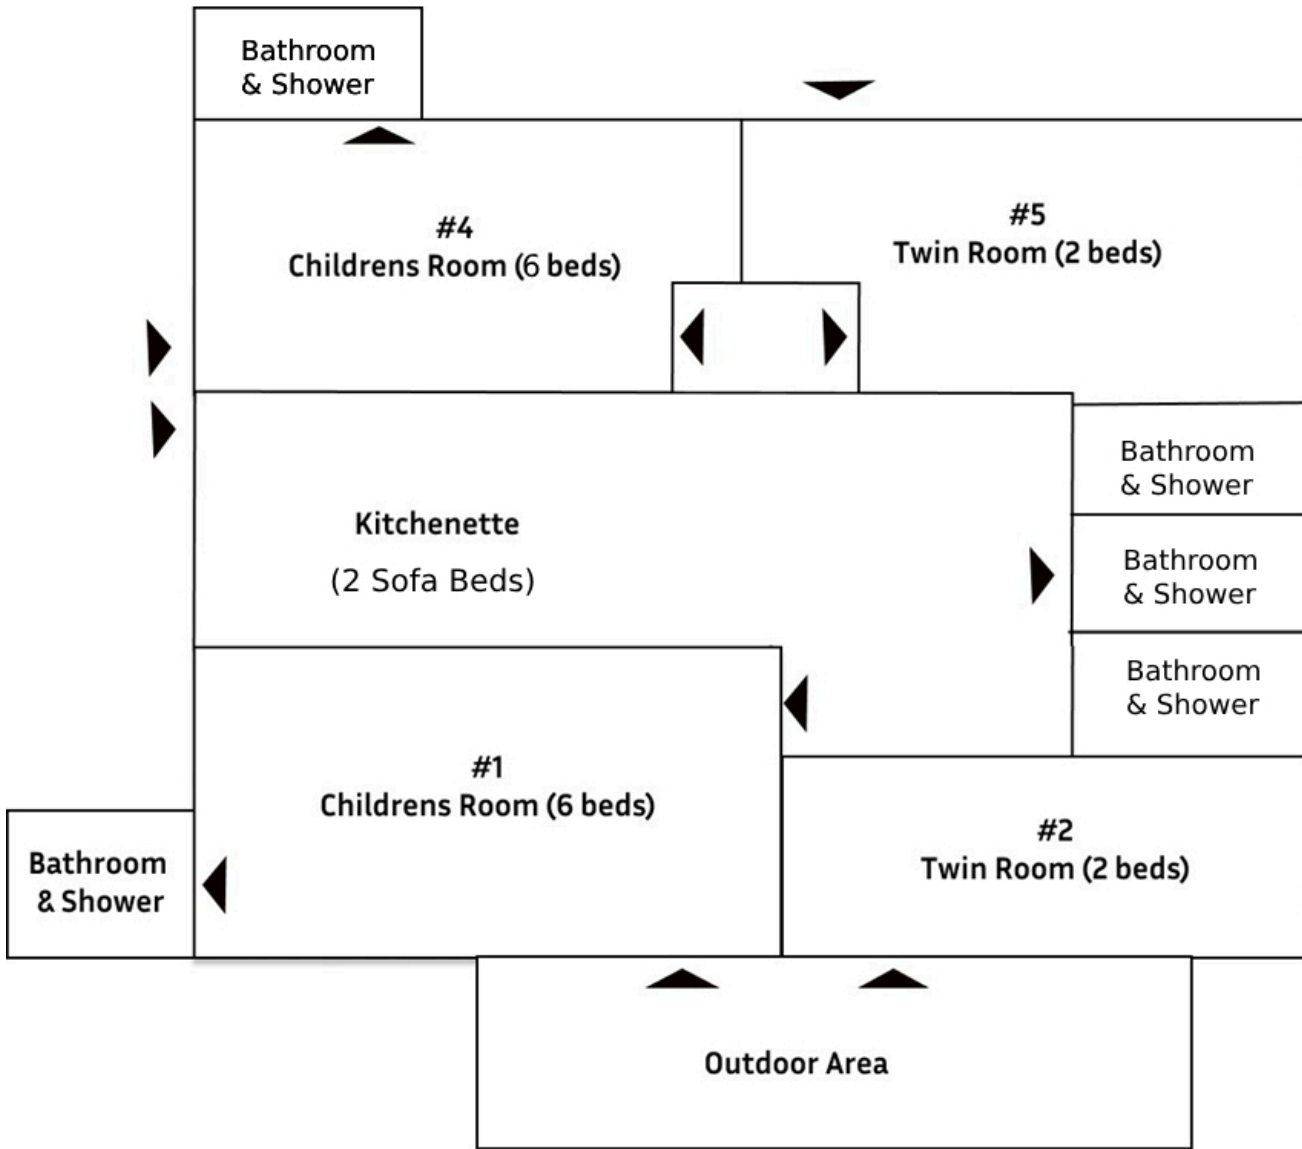 Bathroom
& Shower
#4
Childrens Room (6 beds)
#5
Twin Room (2 beds)
Kitchenette
(2 Sofa Beds)
Bathroom
& Shower
Bathroom
& Shower
Bathroom
& Shower
#1
Childrens Room (6 beds)
#2
Twin Room (2 beds)
Bathroom
& Shower
Outdoor Area